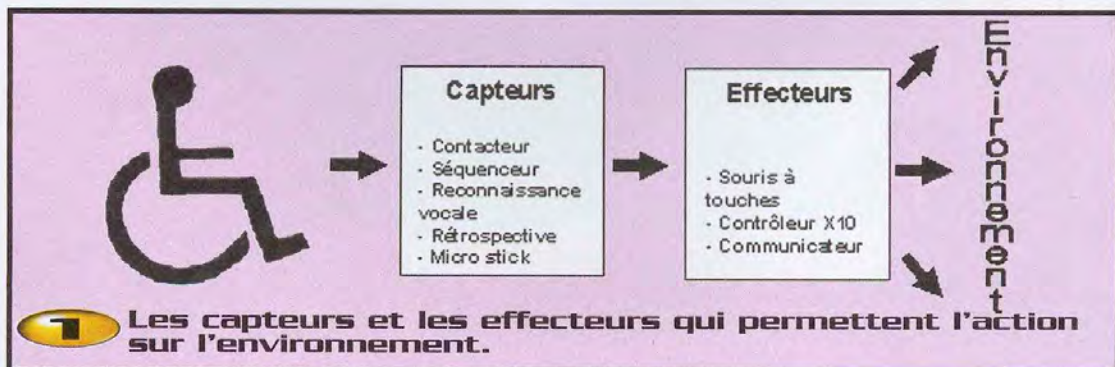 Capteurs
- Contacteur
- Séquenceur
- Reconnaissance
vocale
- Rétrospective
- Micro stick
Effecteurs
- Souris à
touches
- Contrôleur X10
- Communicateur
Environnement
1 Les capteurs et les effecteurs qui permettent l'action
sur l'environnement.